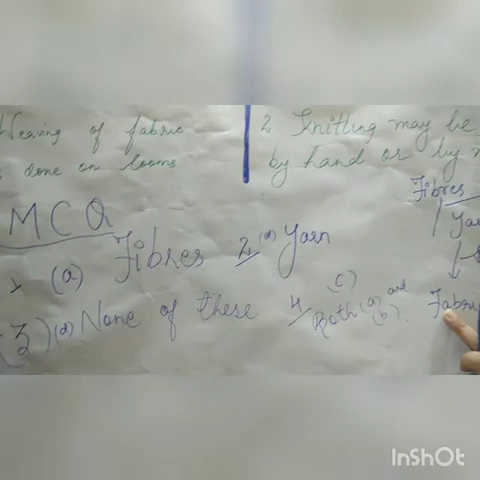 Weaving of fabric
done on looms
2 Knitting may be
by hand or by
MCQ
1 (a) Fibres 2 (a) Yarn
(3) (d) None of these 4 (c) Both (a) and (b).
Fibres
Yarn
Fabric
InShOt